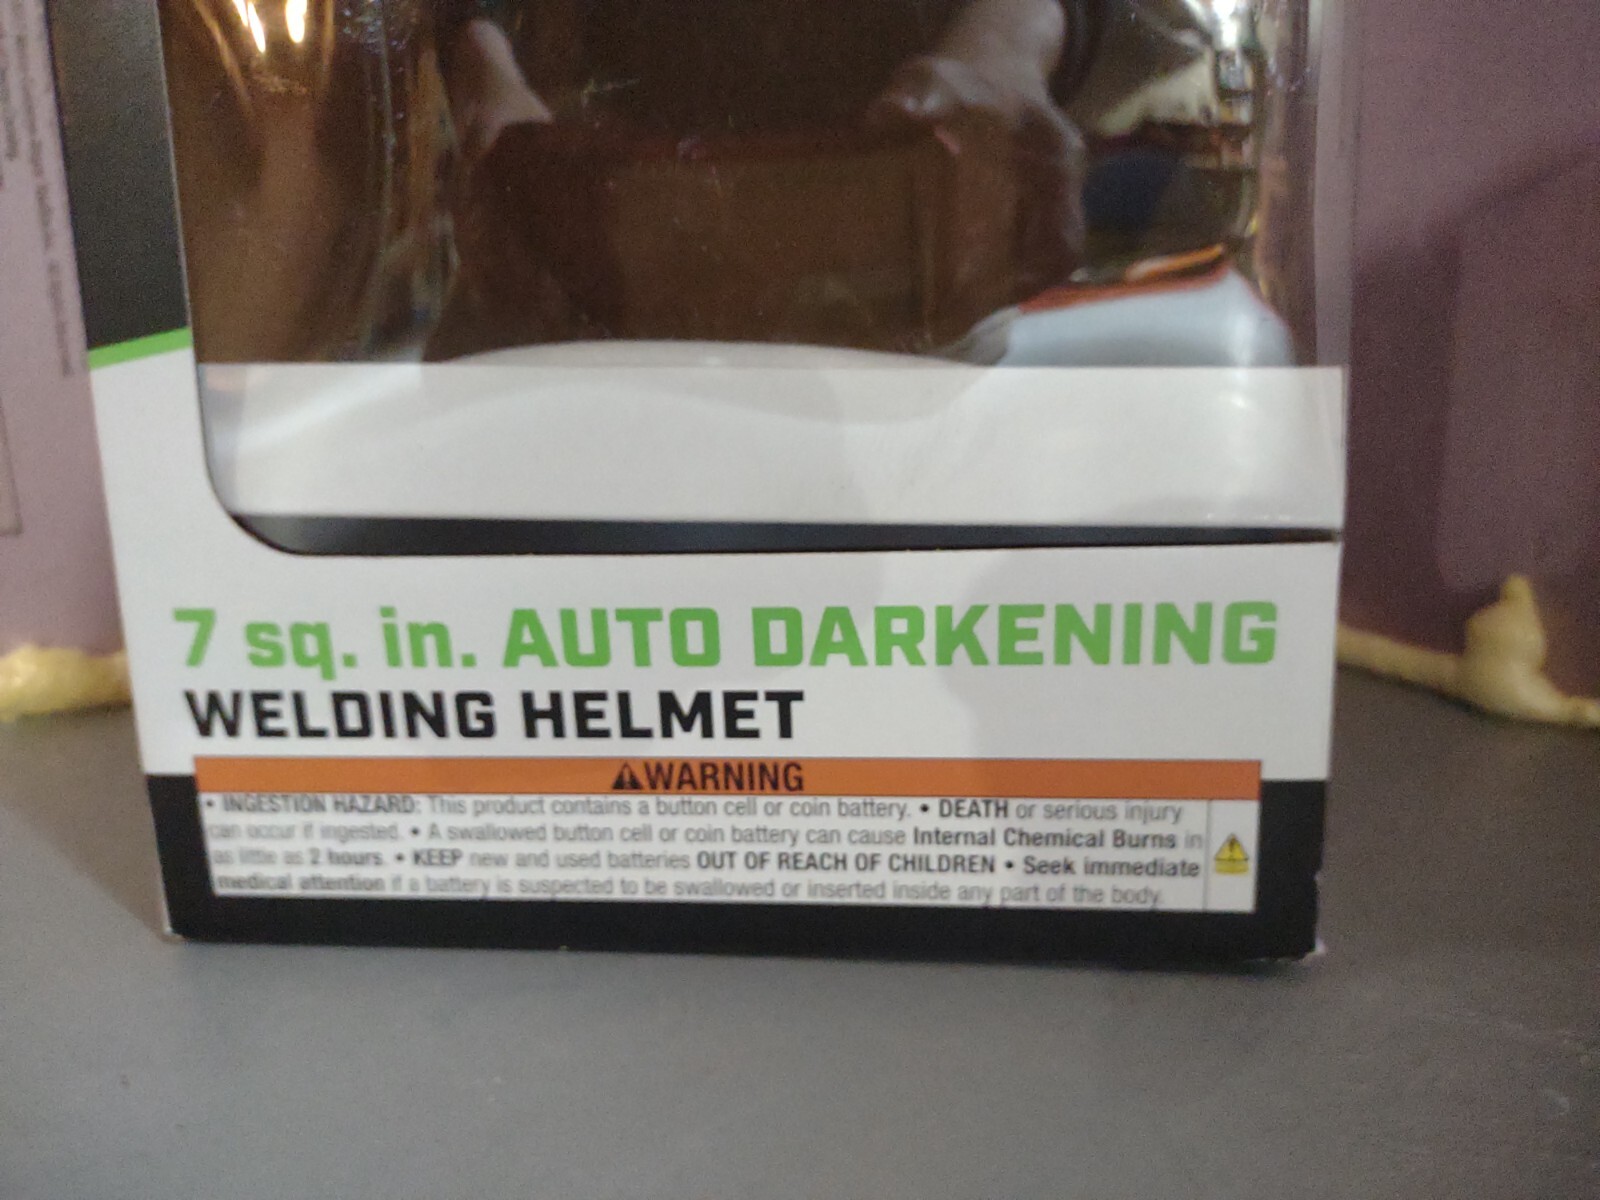 7 sq. in. AUTO DARKENING
WELDING HELMET
WARNING
• INGESTION HAZARD: This product contains a button cell or coin battery. • DEATH or serious injury
can occur if ingested. • A swallowed button cell or coin battery can cause Internal Chemical Burns in
as little as 2 hours. • KEEP new and used batteries OUT OF REACH OF CHILDREN • Seek immediate
medical attention if a battery is suspected to be swallowed or inserted inside any part of the body.